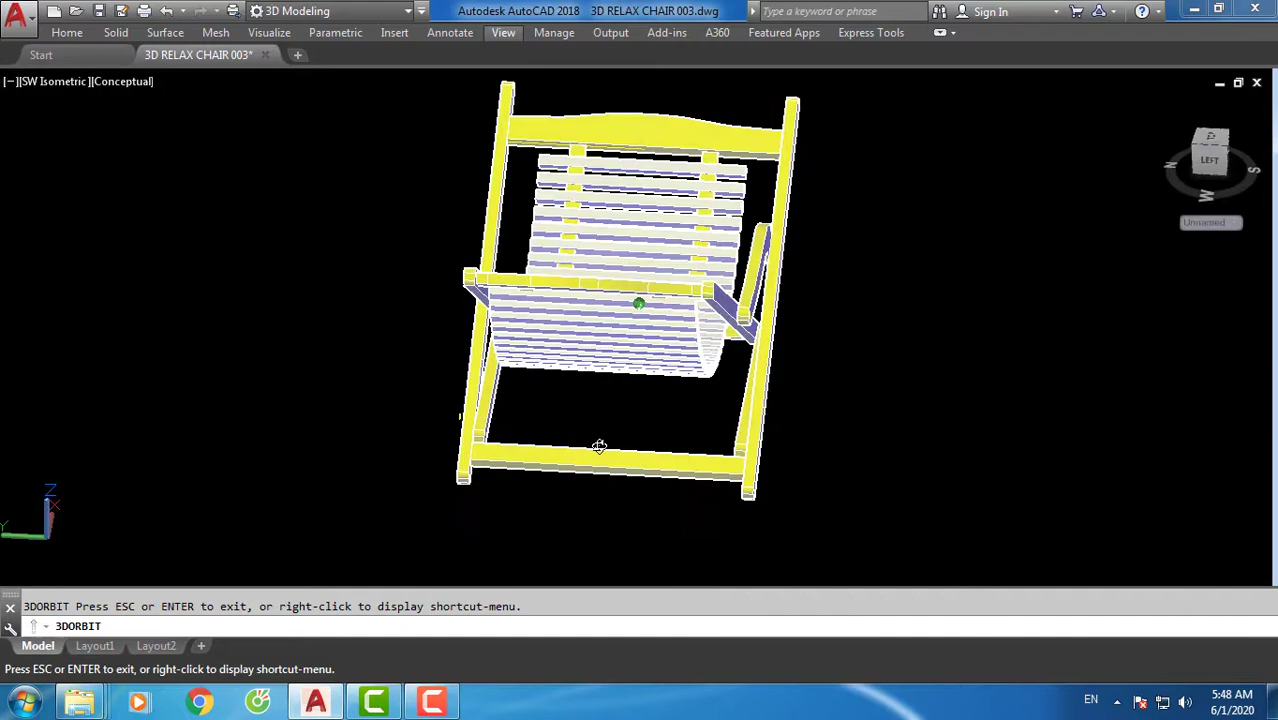 3D Modeling
Autodesk AutoCAD 2018 3D RELAX CHAIR 003.dwg
Type a keyword or phrase
Sign In
Home Solid Surface Mesh Visualize Parametric Insert Annotate View Manage Output Add-ins A360 Featured Apps Express Tools
Start 3D RELAX CHAIR 003*
[−][SW Isometric][Conceptual]
LEFT
N
S
W
Unnamed
Z
X
Y
3DORBIT Press ESC or ENTER to exit, or right-click to display shortcut-menu.
3DORBIT
Model Layout1 Layout2
Press ESC or ENTER to exit, or right-click to display shortcut-menu.
EN
5:48 AM
6/1/2020